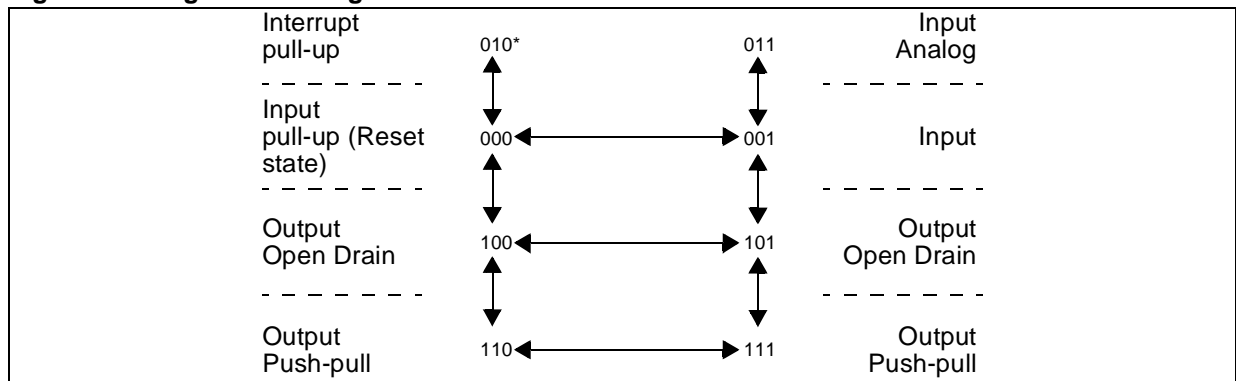 Interrupt
pull-up
010*
011
Input
Analog
Input
pull-up (Reset
state)
000
001
Input
Output
Open Drain
100
101
Output
Open Drain
Output
Push-pull
110
111
Output
Push-pull